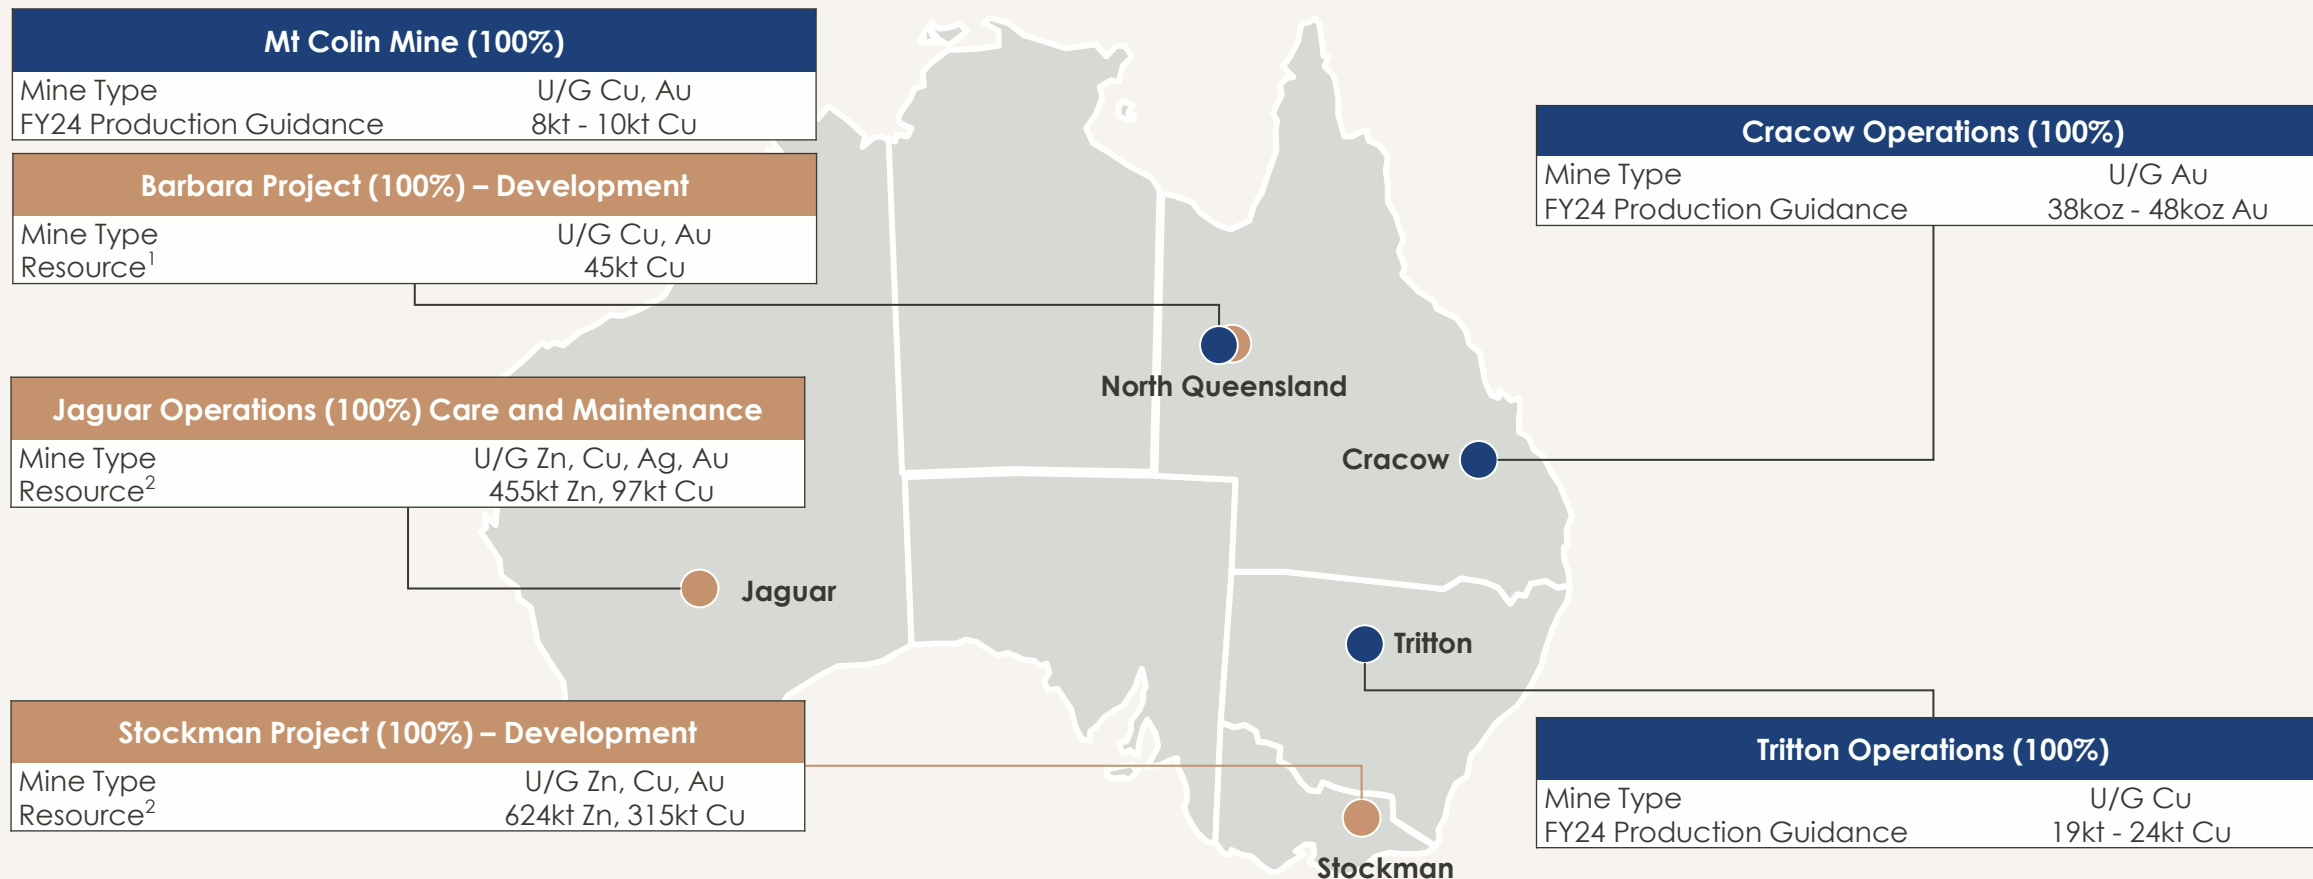 Mt Colin Mine (100%)
Mine Type U/G Cu, Au
FY24 Production Guidance 8kt - 10kt Cu
Barbara Project (100%) – Development
Mine Type U/G Cu, Au
Resource¹ 45kt Cu
Jaguar Operations (100%) Care and Maintenance
Mine Type U/G Zn, Cu, Ag, Au
Resource² 455kt Zn, 97kt Cu
Stockman Project (100%) – Development
Mine Type U/G Zn, Cu, Au
Resource² 624kt Zn, 315kt Cu
North Queensland
Cracow
Jaguar
Tritton
Stockman
Cracow Operations (100%)
Mine Type U/G Au
FY24 Production Guidance 38koz - 48koz Au
Tritton Operations (100%)
Mine Type U/G Cu
FY24 Production Guidance 19kt - 24kt Cu